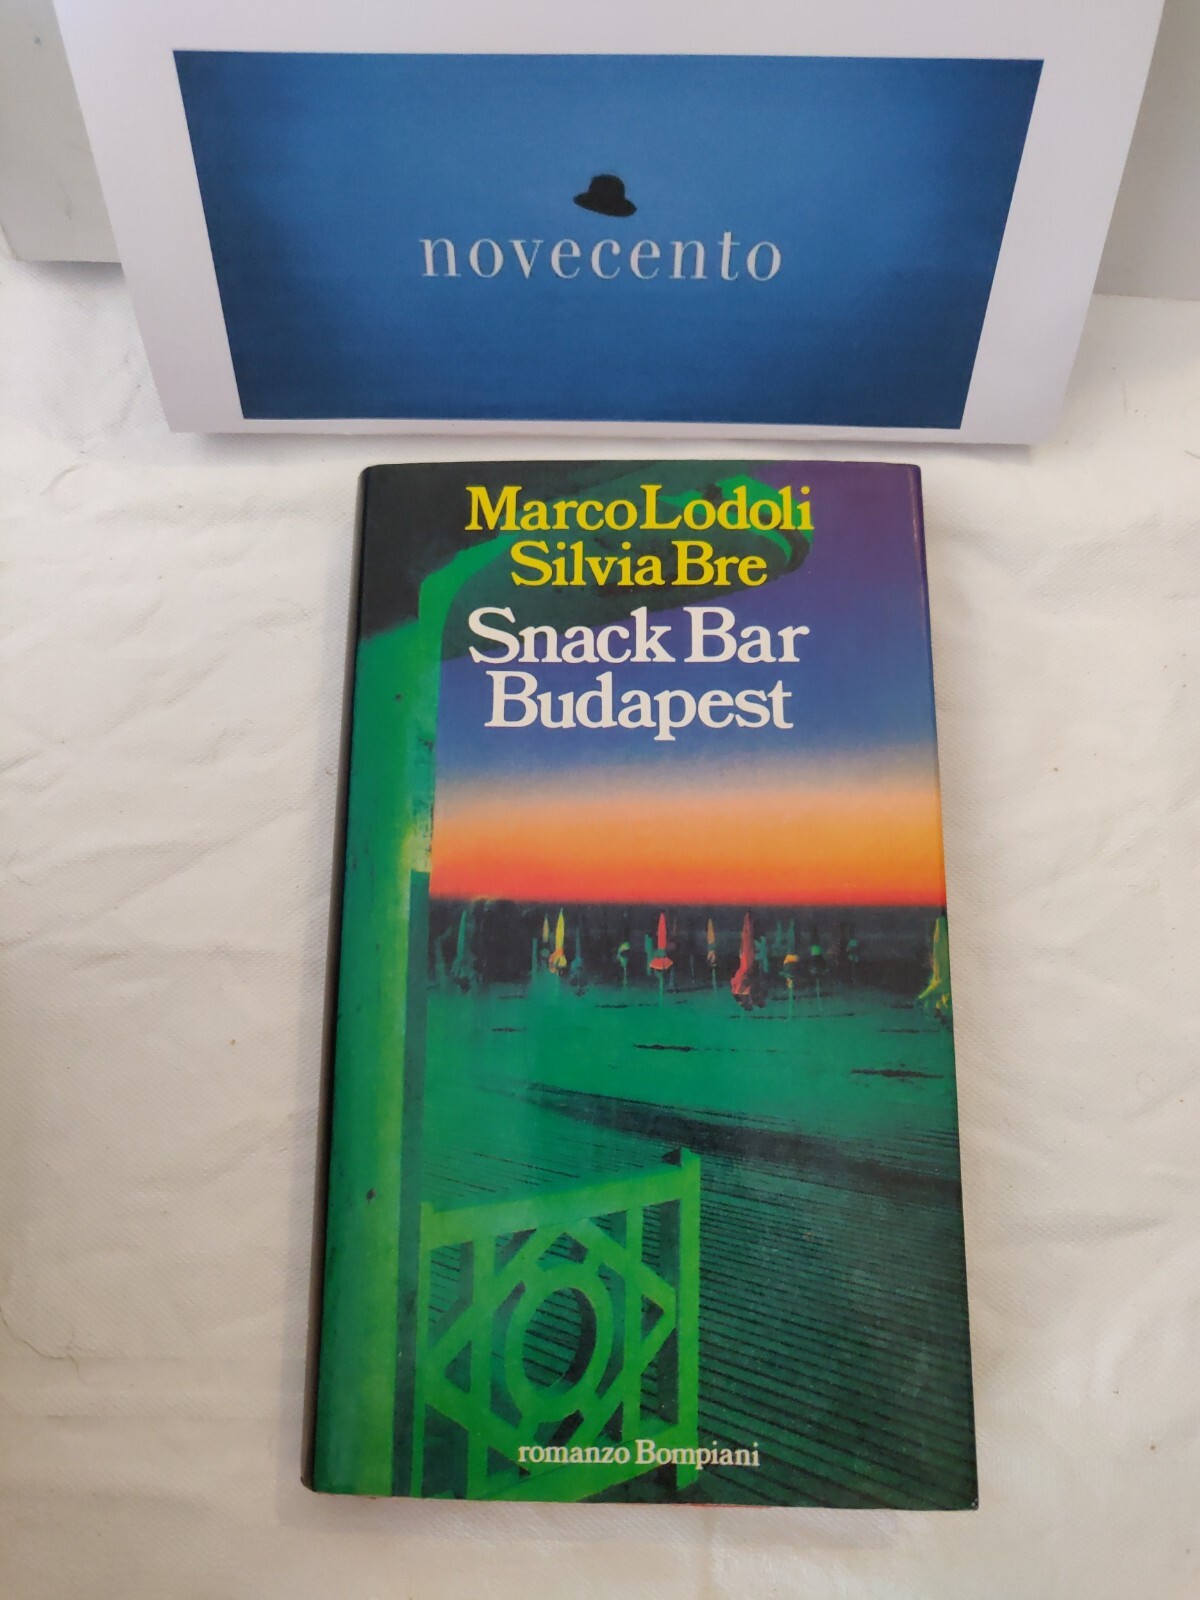 novecento
Marco Lodoli
Silvia Bre
Snack Bar
Budapest
romanzo Bompiani